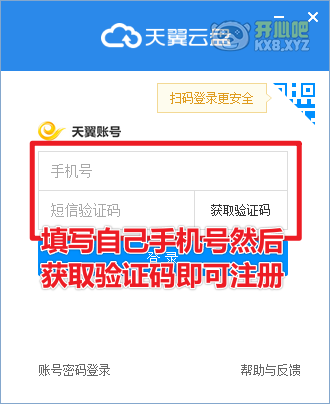 天翼云盘
开心吧
KX8.XYZ
扫码登录更安全
天翼账号
手机号
短信验证码
获取验证码
填写自己手机号然后
登录
获取验证码即可注册
账号密码登录
帮助与反馈